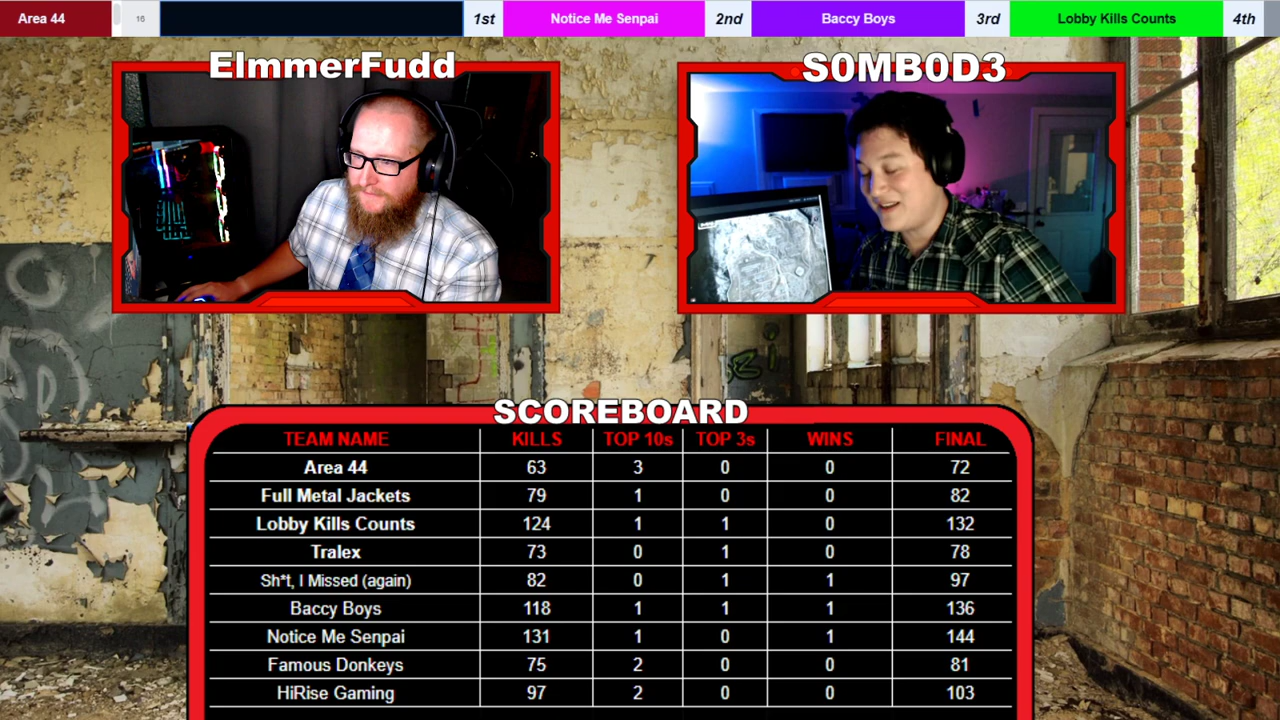 Area 44 16 1st Notice Me Senpai 2nd Baccy Boys 3rd Lobby Kills Counts 4th
ElmmerFudd S0MB0D3
SCOREBOARD
TEAM NAME KILLS TOP 10s TOP 3s WINS FINAL
Area 44 63 3 0 0 72
Full Metal Jackets 79 1 0 0 82
Lobby Kills Counts 124 1 1 0 132
Tralex 73 0 1 0 78
Sh*t, I Missed (again) 82 0 1 1 97
Baccy Boys 118 1 1 1 136
Notice Me Senpai 131 1 0 1 144
Famous Donkeys 75 2 0 0 81
HiRise Gaming 97 2 0 0 103